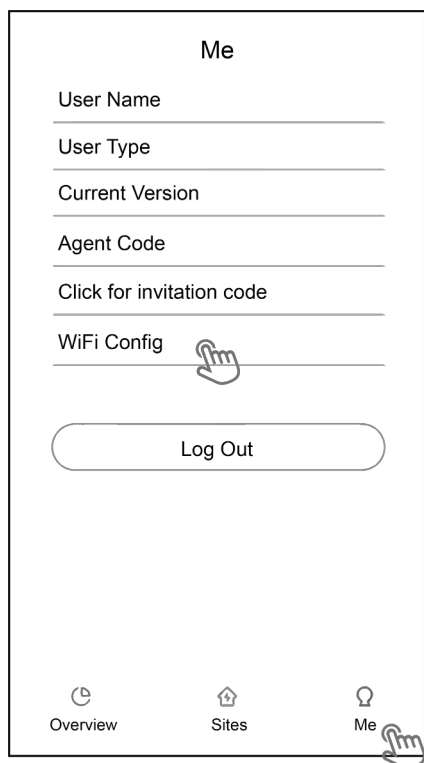 Me
User Name
User Type
Current Version
Agent Code
Click for invitation code
WiFi Config
Log Out
Overview Sites Me